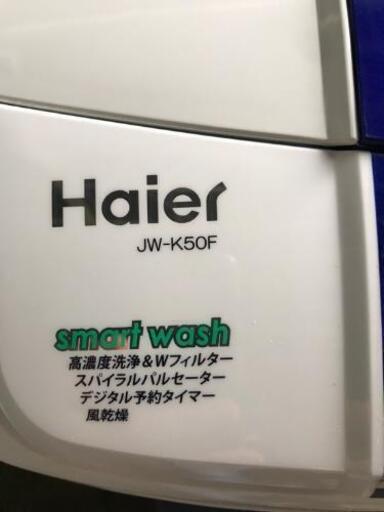 Haier
JW-K50F
smart wash
高濃度洗浄&Wフィルター
スパイラルパルセーター
デジタル予約タイマー
風乾燥